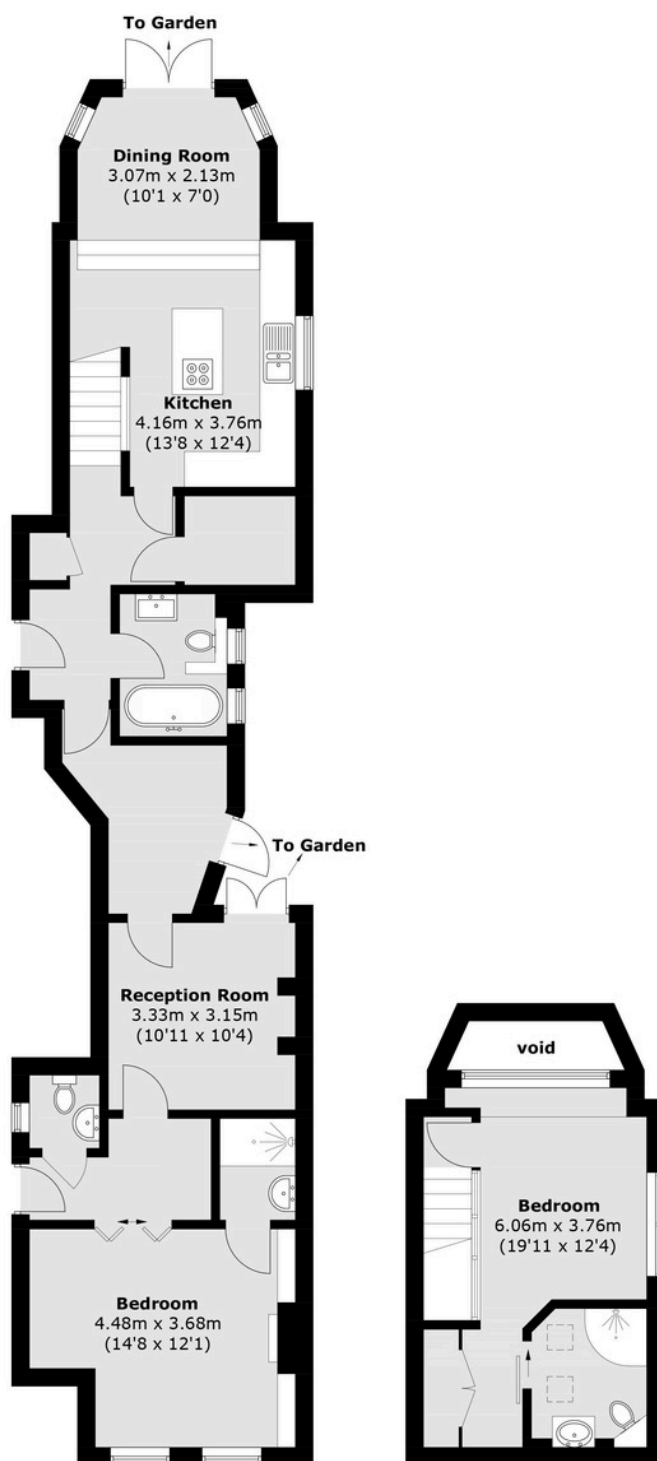 To Garden
Dining Room
3.07m x 2.13m
(10'1 x 7'0)
Kitchen
4.16m x 3.76m
(13'8 x 12'4)
To Garden
Reception Room
3.33m x 3.15m
(10'11 x 10'4)
Bedroom
4.48m x 3.68m
(14'8 x 12'1)
void
Bedroom
6.06m x 3.76m
(19'11 x 12'4)